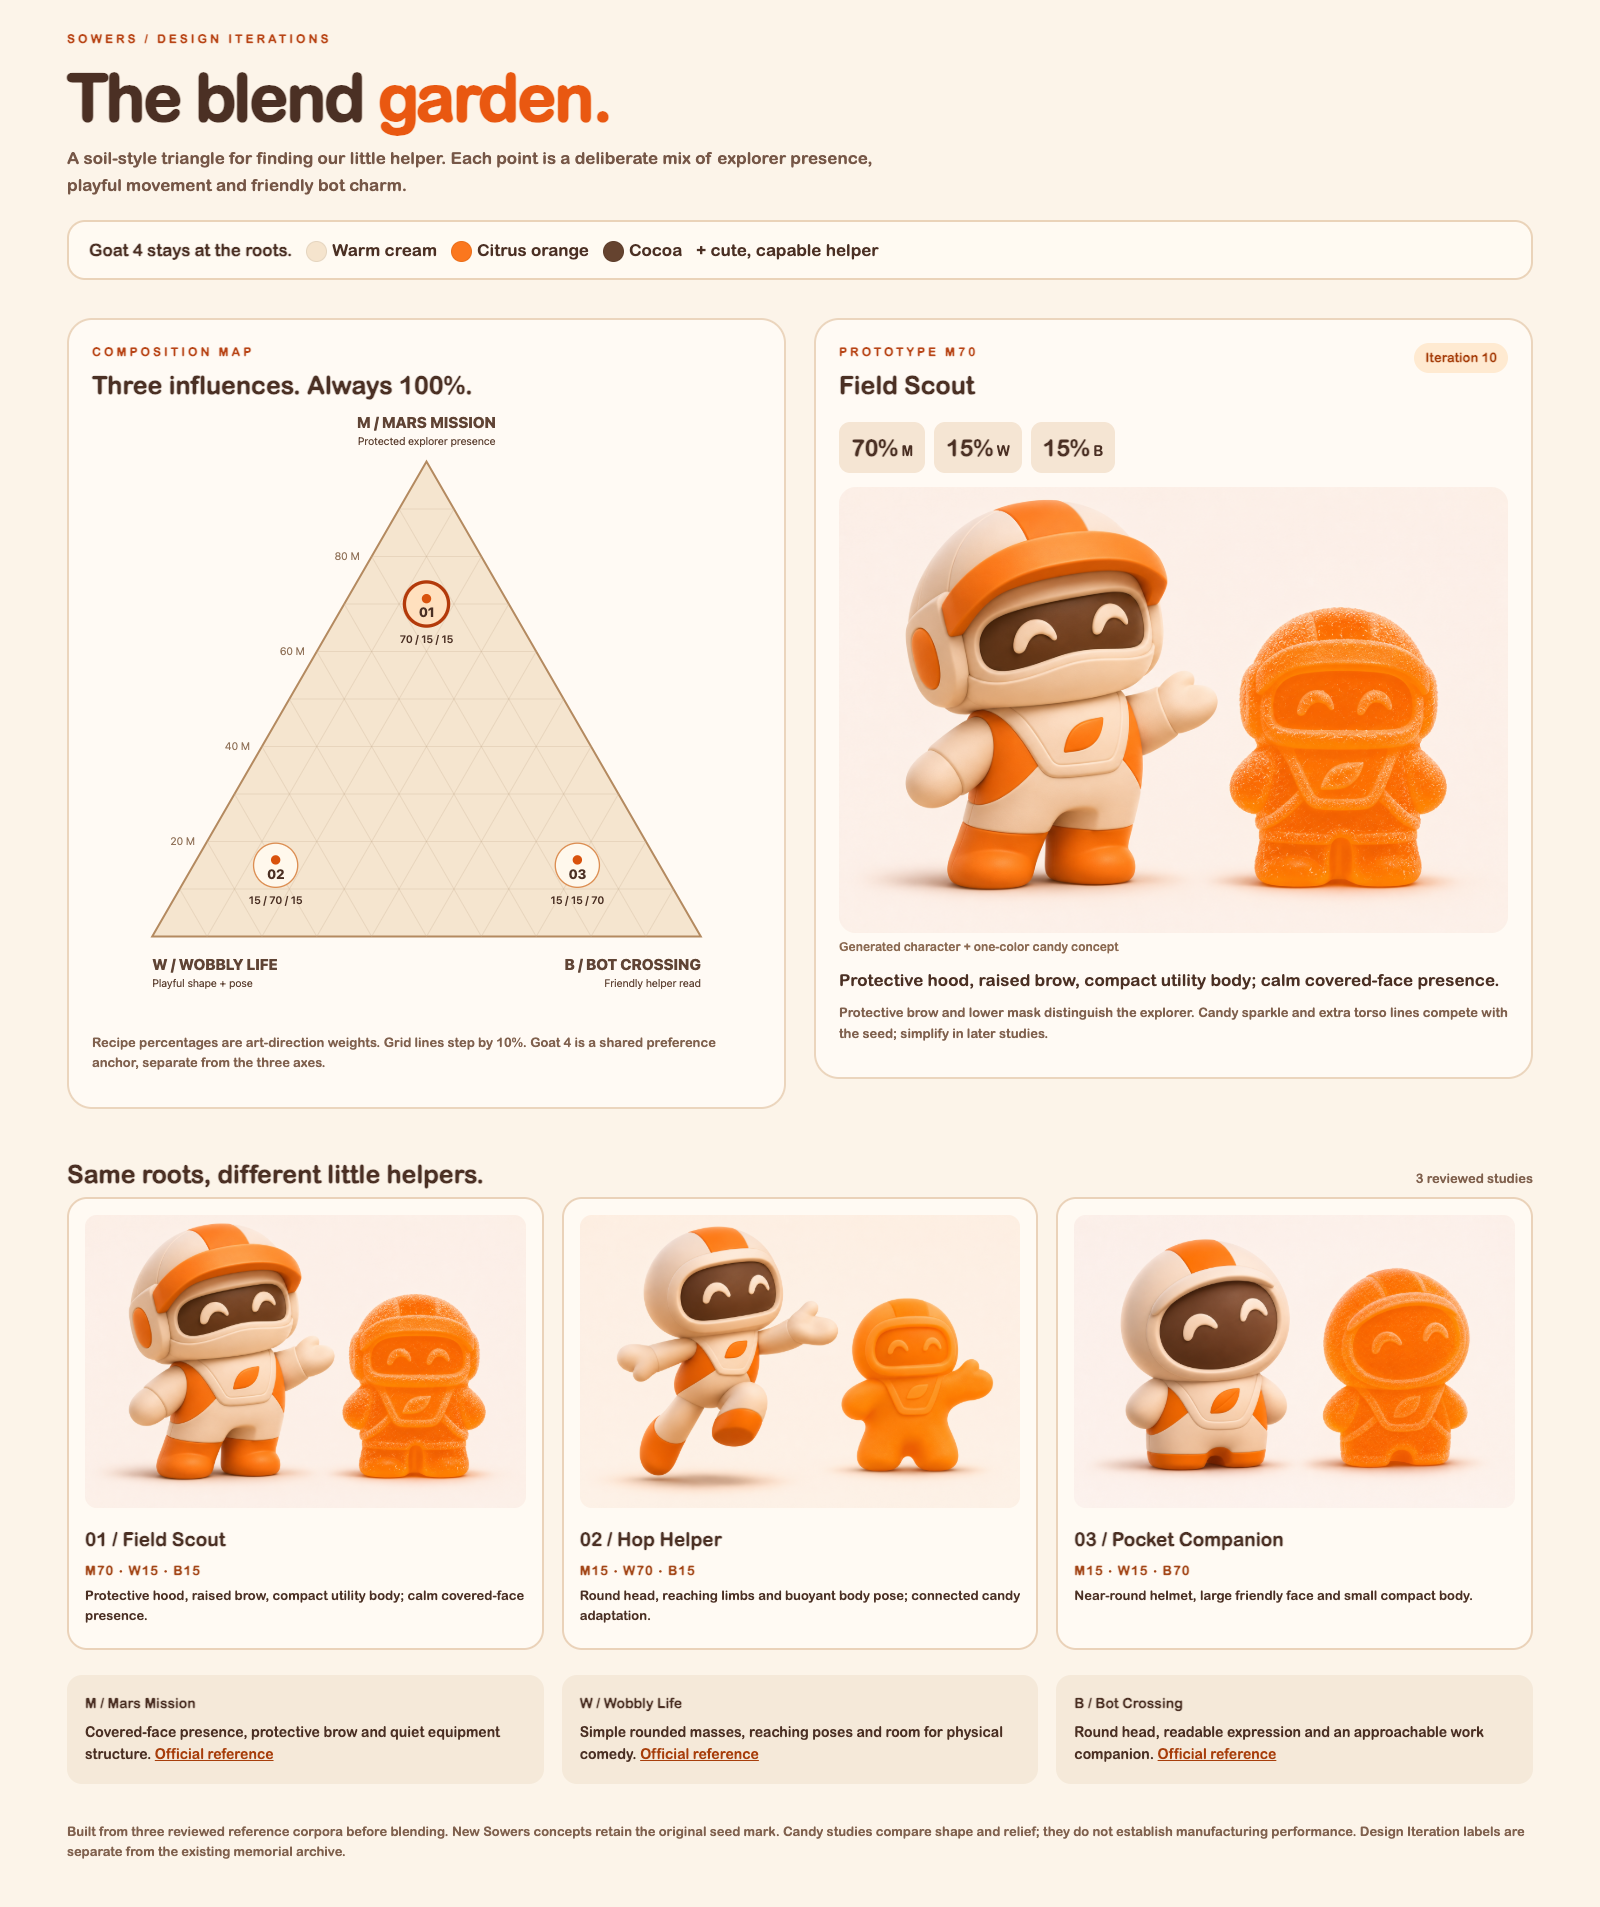 SOWERS / DESIGN ITERATIONS
The blend garden.
A soil-style triangle for finding our little helper. Each point is a deliberate mix of explorer presence,
playful movement and friendly bot charm.
Goat 4 stays at the roots. Warm cream Citrus orange Cocoa + cute, capable helper
COMPOSITION MAP
Three influences. Always 100%.
M / MARS MISSION
Protected explorer presence
80 M
01
70 / 15 / 15
60 M
40 M
20 M
02
03
15 / 70 / 15
15 / 15 / 70
W / WOBBLY LIFE
B / BOT CROSSING
Playful shape + pose
Friendly helper read
Recipe percentages are art-direction weights. Grid lines step by 10%. Goat 4 is a shared preference
anchor, separate from the three axes.
PROTOTYPE M70
Iteration 10
Field Scout
70% M 15% W 15% B
Generated character + one-color candy concept
Protective hood, raised brow, compact utility body; calm covered-face presence.
Protective brow and lower mask distinguish the explorer. Candy sparkle and extra torso lines compete with
the seed; simplify in later studies.
Same roots, different little helpers.
3 reviewed studies
01 / Field Scout
M70 · W15 · B15
Protective hood, raised brow, compact utility body; calm covered-face
presence.
02 / Hop Helper
M15 · W70 · B15
Round head, reaching limbs and buoyant body pose; connected candy
adaptation.
03 / Pocket Companion
M15 · W15 · B70
Near-round helmet, large friendly face and small compact body.
M / Mars Mission
Covered-face presence, protective brow and quiet equipment
structure. Official reference
W / Wobbly Life
Simple rounded masses, reaching poses and room for physical
comedy. Official reference
B / Bot Crossing
Round head, readable expression and an approachable work
companion. Official reference
Built from three reviewed reference corpora before blending. New Sowers concepts retain the original seed mark. Candy studies compare shape and relief; they do not establish manufacturing performance. Design Iteration labels are
separate from the existing memorial archive.